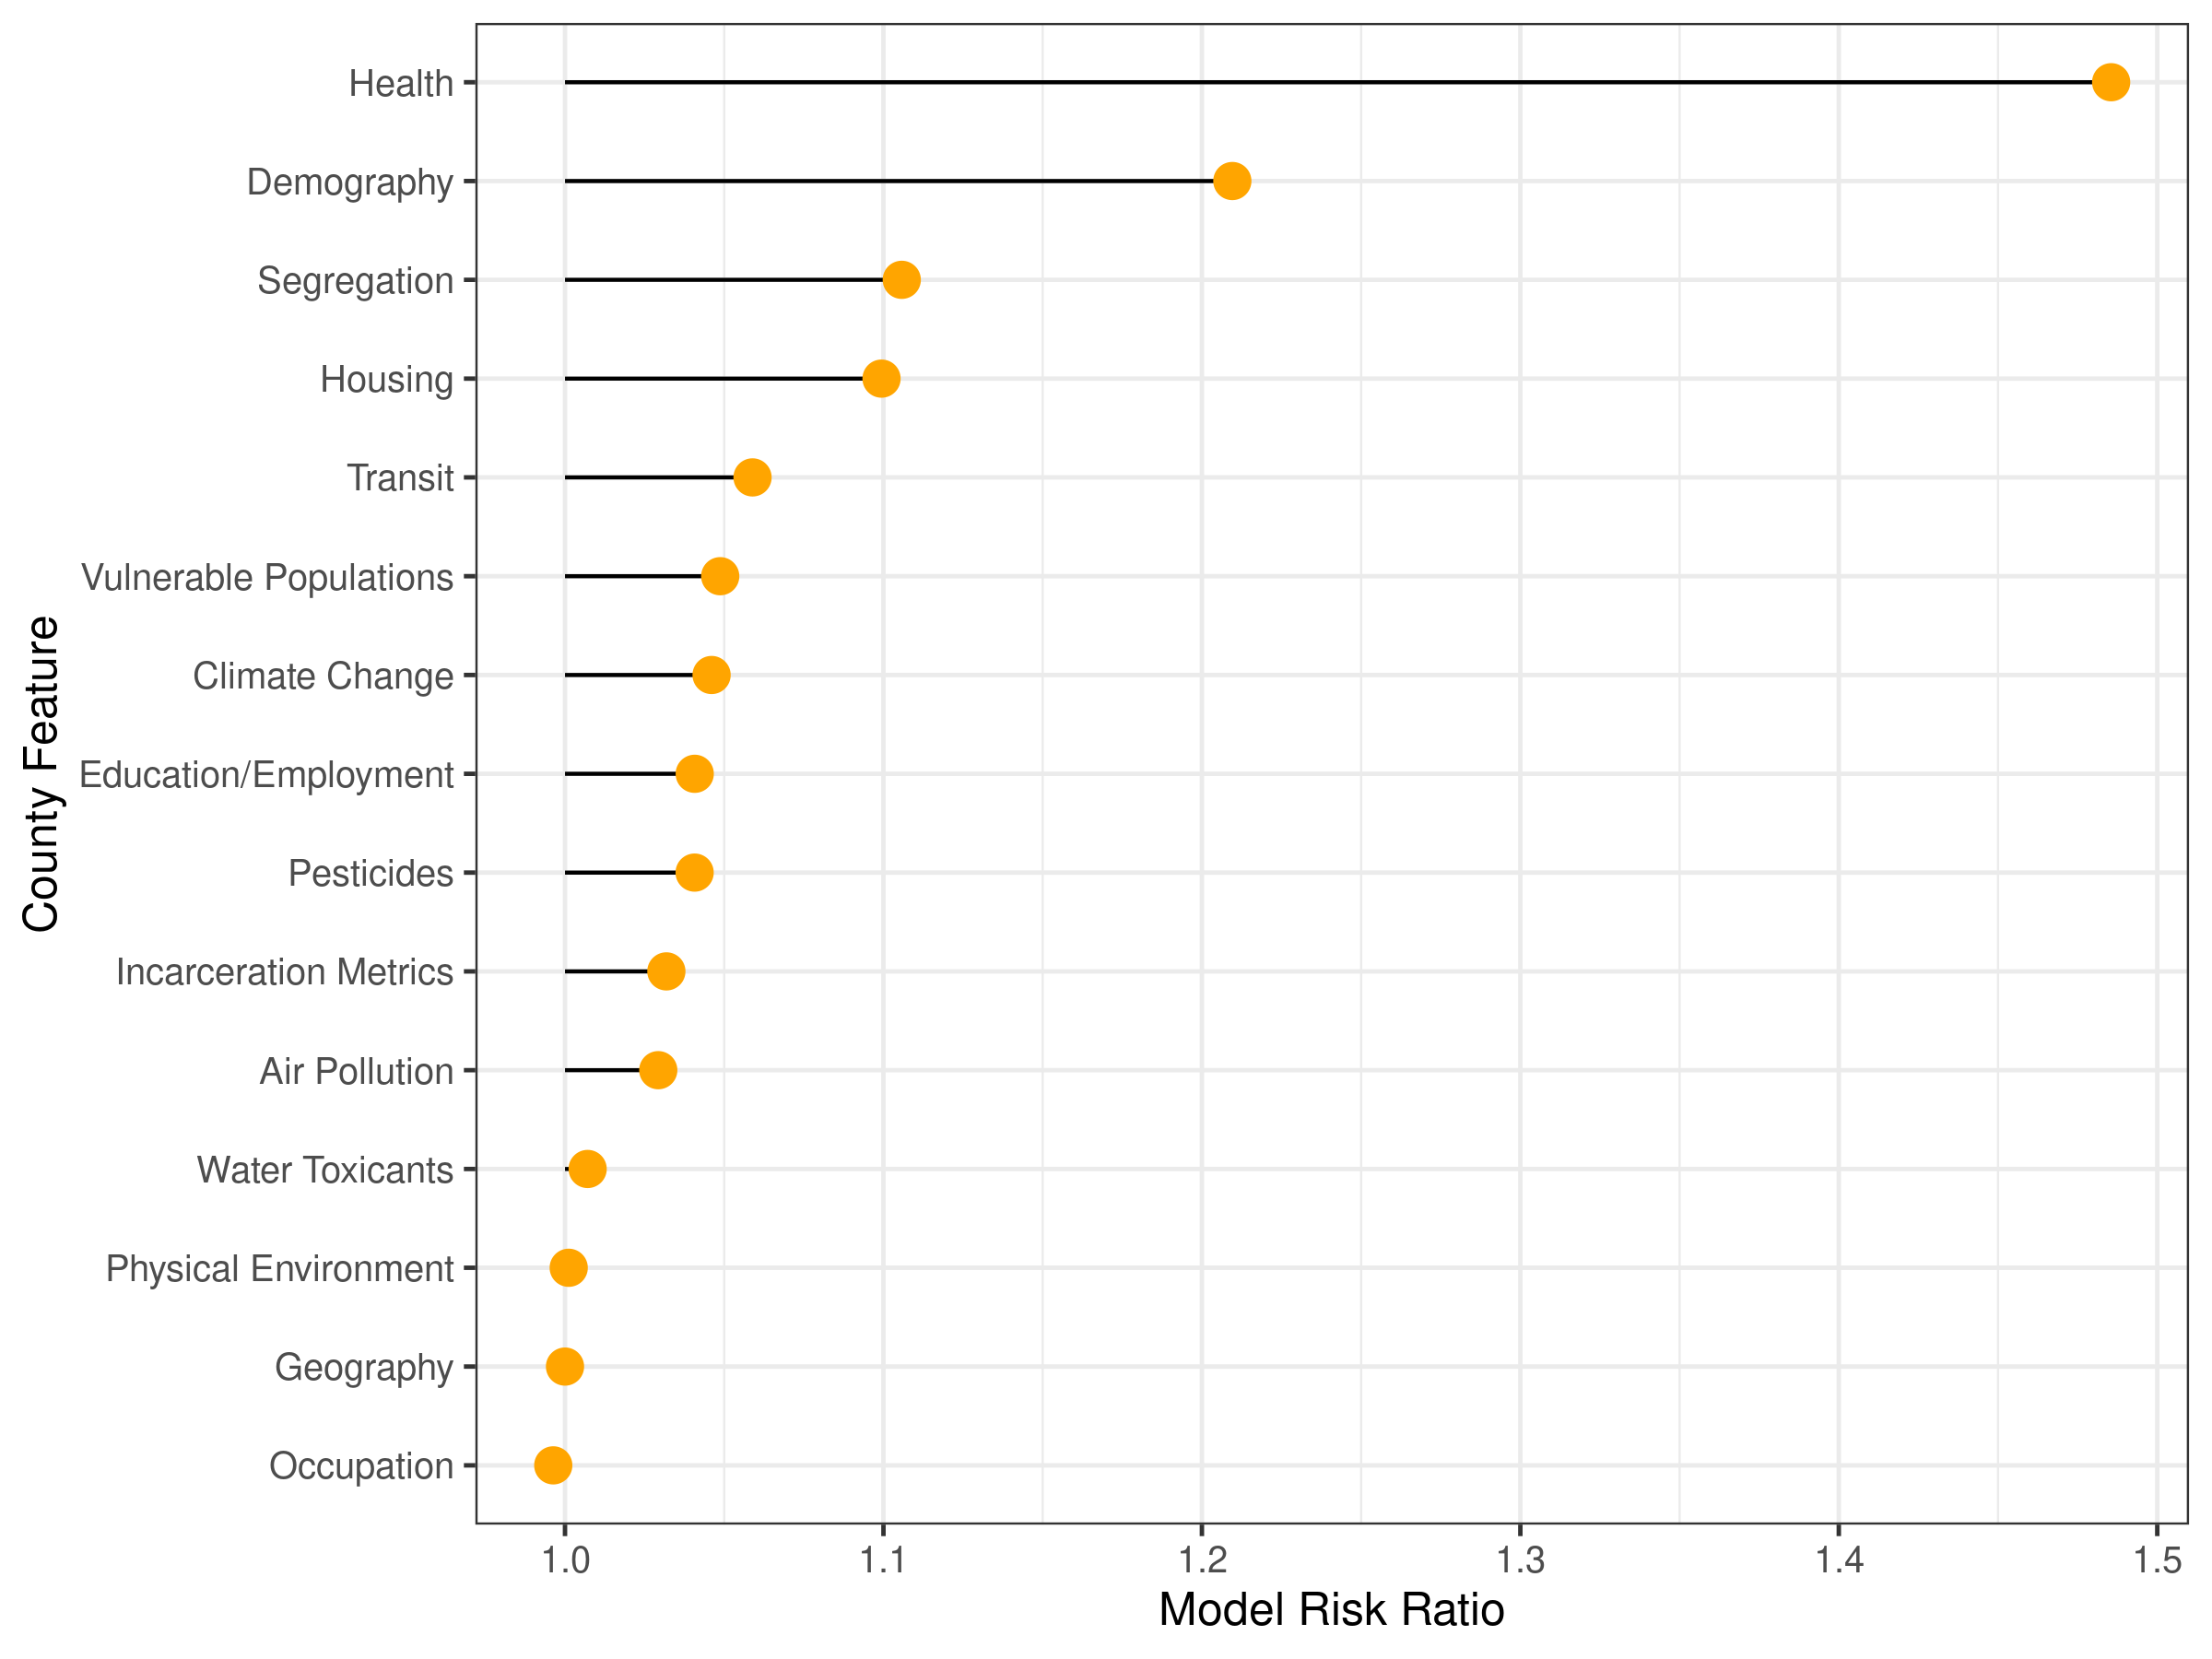 Health
Demography
Segregation
Housing
Transit
Vulnerable Populations
Climate Change
Education/Employment
Pesticides
Incarceration Metrics
Air Pollution
Water Toxicants
Physical Environment
Geography
Occupation
County Feature
1.0 1.1 1.2 1.3 1.4 1.5
Model Risk Ratio